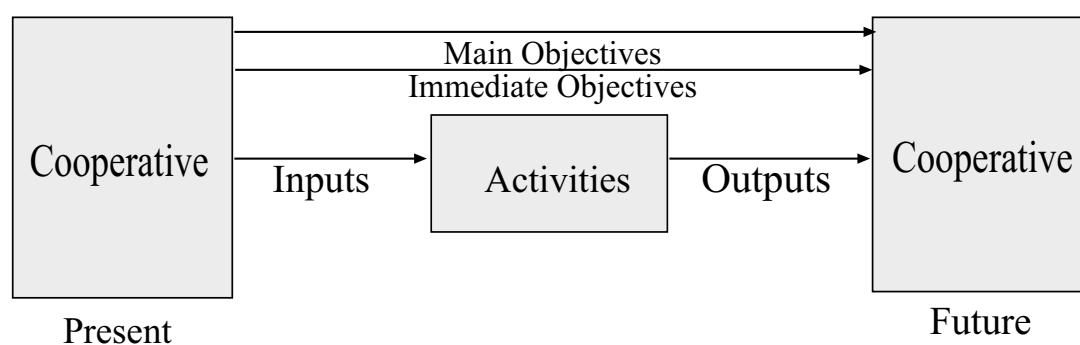 Main Objectives
Immediate Objectives
Cooperative
Inputs
Activities
Outputs
Cooperative
Present
Future